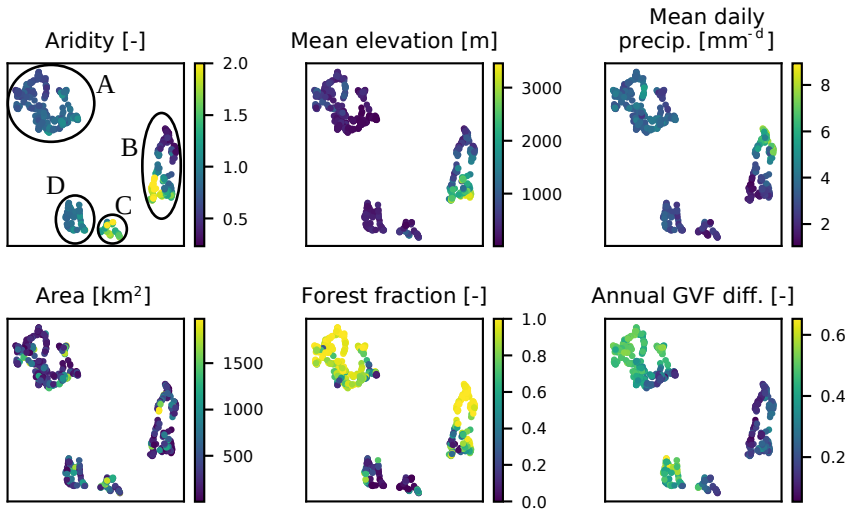 Aridity [-]
2.0
1.5
1.0
0.5
A
B
C
D
Mean elevation [m]
3000
2000
1000
Mean daily
precip. [mm⁻ᵈ]
8
6
4
2
Area [km²]
1500
1000
500
Forest fraction [-]
1.0
0.8
0.6
0.4
0.2
0.0
Annual GVF diff. [-]
0.6
0.4
0.2